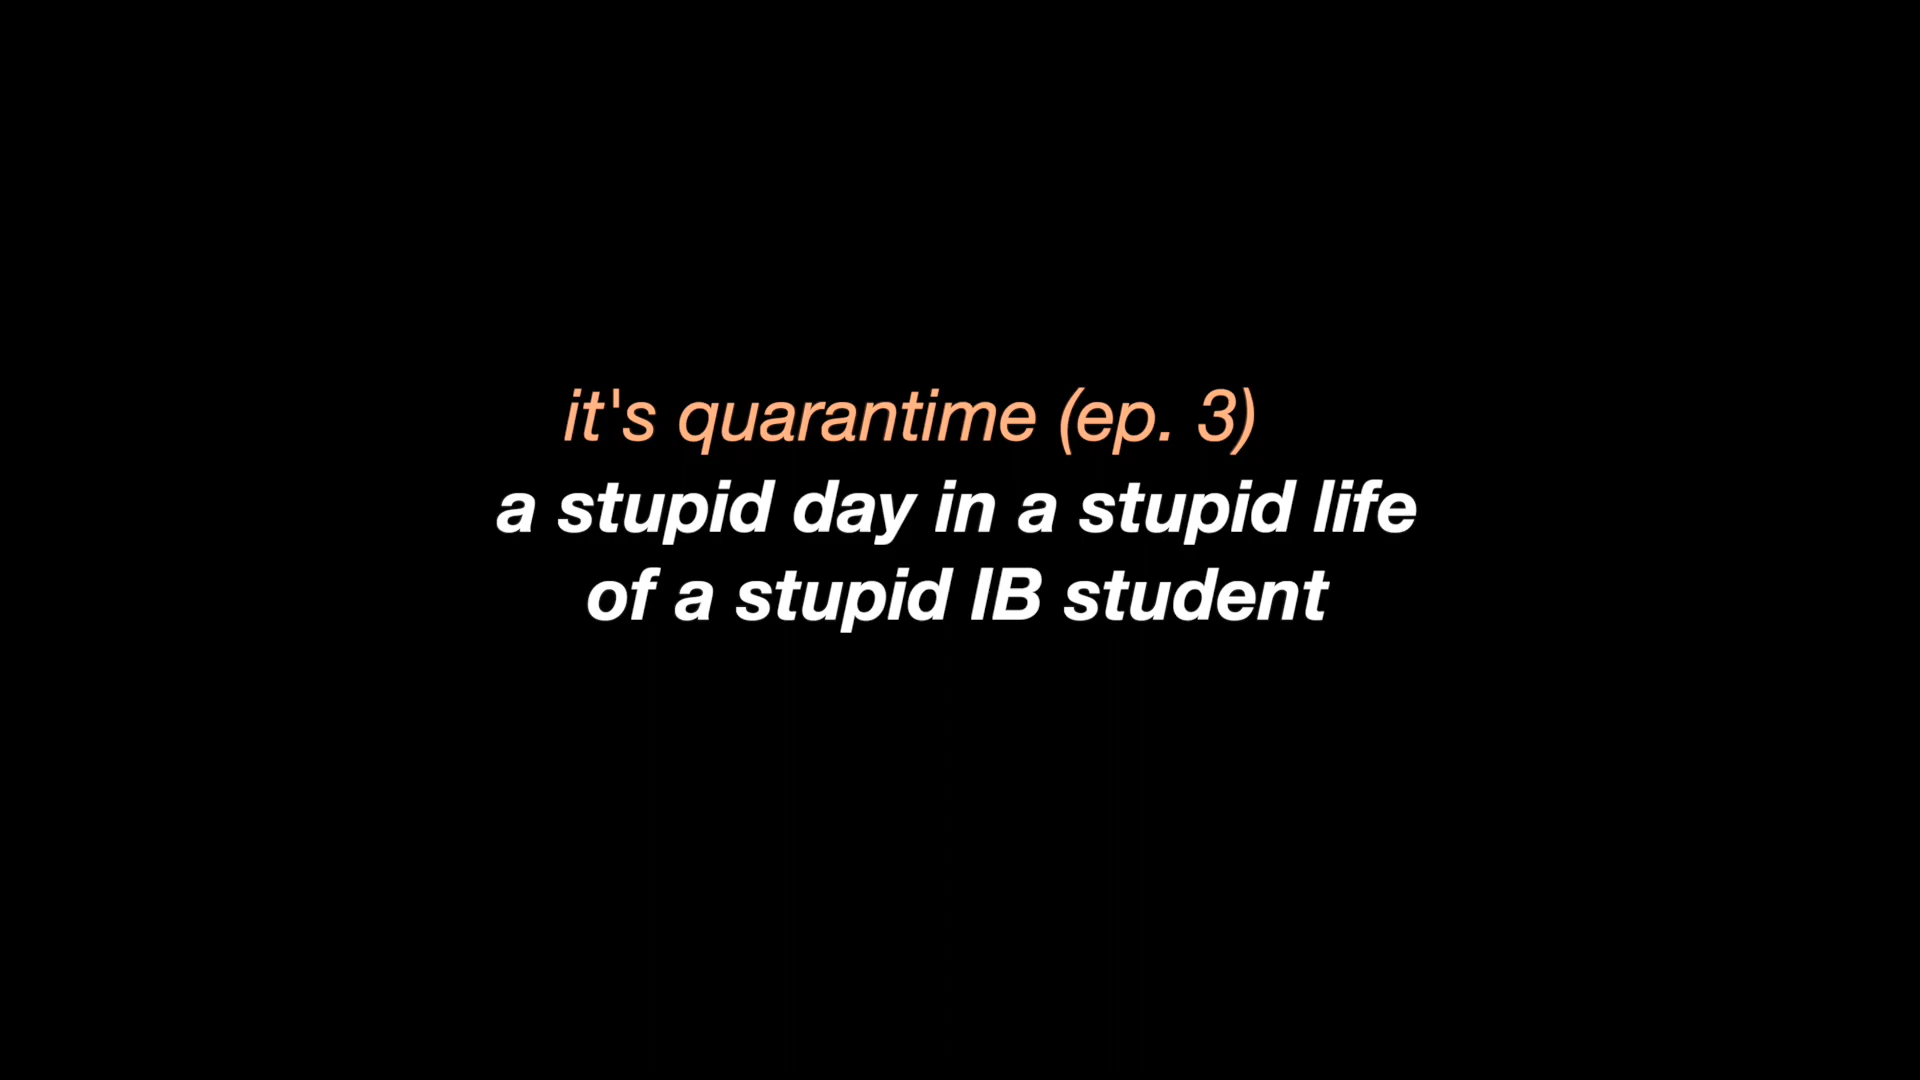 it's quarantime (ep. 3)
a stupid day in a stupid life
of a stupid IB student